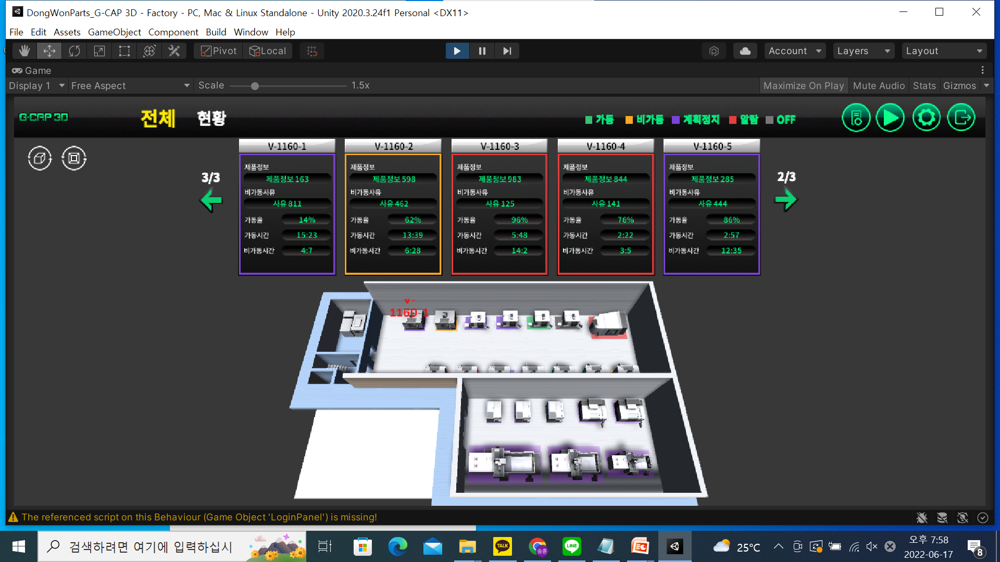 DongWonParts_G-CAP 3D - Factory - PC, Mac & Linux Standalone - Unity 2020.3.24f1 Personal <DX11>
File Edit Assets GameObject Component Build Window Help
Pivot Local Account Layers Layout
Game
Display 1 Free Aspect Scale 1.5x Maximize On Play Mute Audio Stats Gizmos
G-CAP 3D 전체 현황 가동 비가동 계획정지 알람 OFF
V-1160-1 V-1160-2 V-1160-3 V-1160-4 V-1160-5
제품정보 제품정보 제품정보 제품정보 제품정보
3/3 제품정보 163 제품정보 598 제품정보 983 제품정보 844 제품정보 285 2/3
비가동사유 비가동사유 비가동사유 비가동사유 비가동사유
사유 811 사유 462 사유 125 사유 141 사유 444
가동율 14% 가동율 62% 가동율 96% 가동율 76% 가동율 86%
가동시간 15:23 가동시간 13:39 가동시간 5:48 가동시간 2:22 가동시간 2:57
비가동시간 4:7 비가동시간 6:28 비가동시간 14:2 비가동시간 3:5 비가동시간 12:35
V-
1160-1
The referenced script on this Behaviour (Game Object 'LoginPanel') is missing!
검색하려면 여기에 입력하십시
TALK
LINE
25°C
오후 7:58
2022-06-17
8